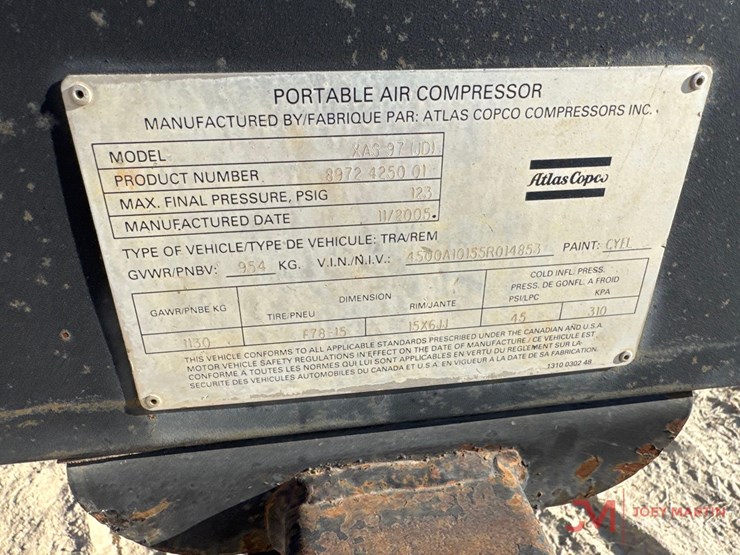 PORTABLE AIR COMPRESSOR
MANUFACTURED BY/FABRIQUE PAR: ATLAS COPCO COMPRESSORS INC.
MODEL XAS 97 JD1
PRODUCT NUMBER 8972 4250 01
MAX. FINAL PRESSURE, PSIG 123
MANUFACTURED DATE 11/2005
Atlas Copco
TYPE OF VEHICLE/TYPE DE VEHICULE: TRA/REM
GVWR/PNBV: 954 KG. V.I.N./N.I.V.: 4500A10155R014853 PAINT: CYEL
GAWR/PNBE KG DIMENSION COLD INFL. PRESS.
PRESS. DE GONFL. A FROID
TIRE/PNEU RIM/JANTE PSI/LPC KPA
1130 F78-15 15X6JJ 45 310
THIS VEHICLE CONFORMS TO ALL APPLICABLE STANDARDS PRESCRIBED UNDER THE CANADIAN AND U.S.A
MOTOR VEHICLE SAFETY REGULATIONS IN EFFECT ON THE DATE OF MANUFACTURE / CE VEHICULE EST
CONFORME A TOUTES LES NORMES QUI LUI SONT APPLICABLES EN VERTU DU REGLEMENT SUR LA
SECURITE DES VEHICULES AUTOMOBILES DU CANADA ET U.S.A. EN VIGUEUR A LA DATE DE SA FABRICATION.
1310 0302 48
JOEY MARTIN